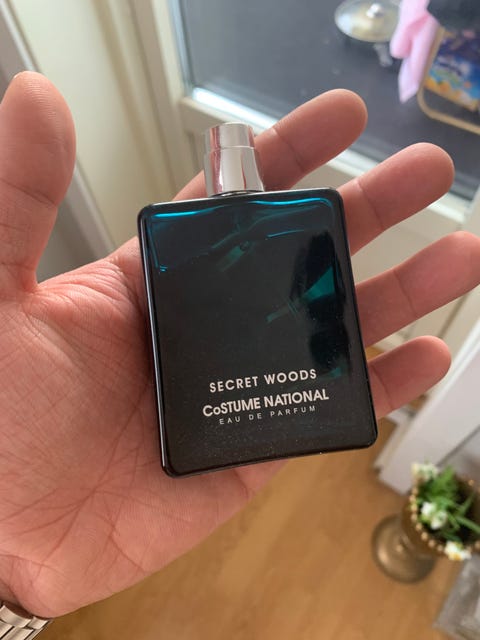 SECRET WOODS
CoSTUME NATIONAL
EAU DE PARFUM